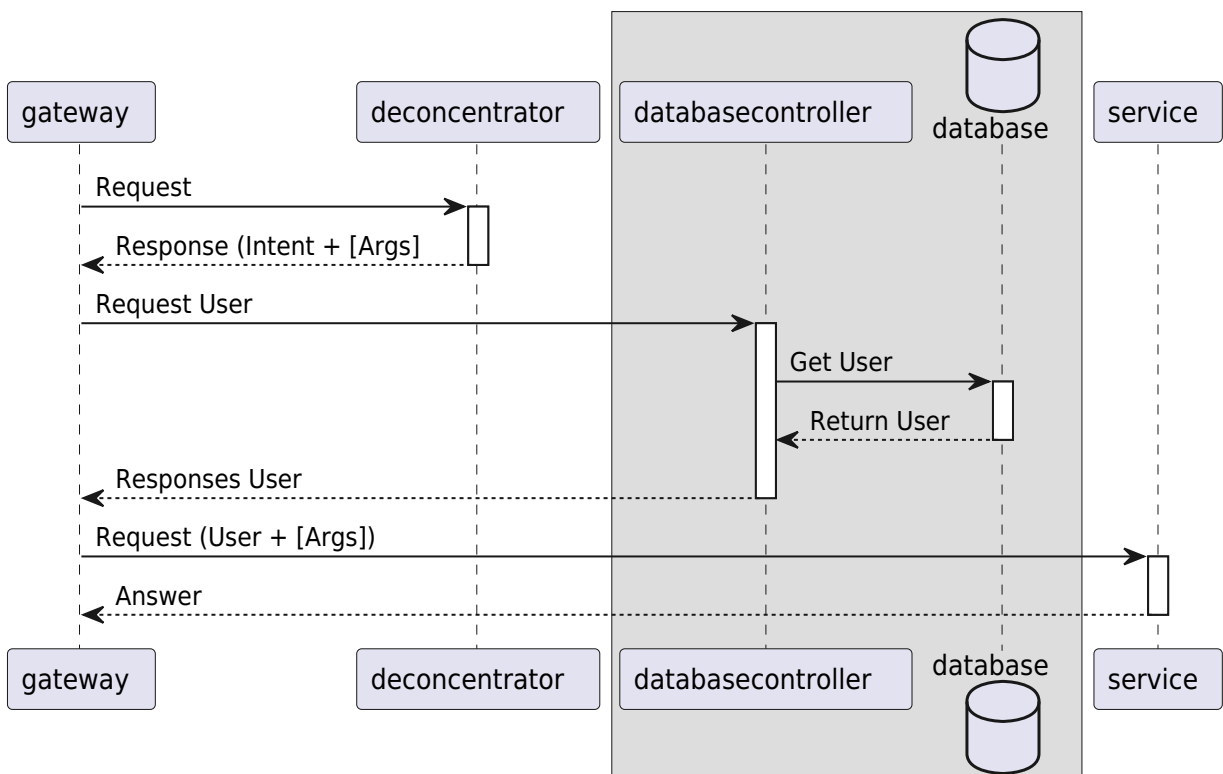 gateway
deconcentrator
databasecontroller
database
service
Request
Response (Intent + [Args]
Request User
Get User
Return User
Responses User
Request (User + [Args])
Answer
gateway
deconcentrator
databasecontroller
database
service